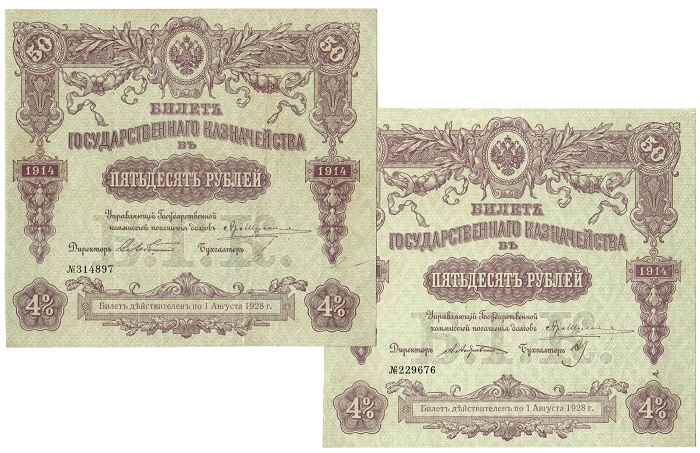 50 50
БИЛЕТЪ
ГОСУДАРСТВЕННАГО КАЗНАЧЕЙСТВА
ВЪ
1914 1914
ПЯТЬДЕСЯТЪ РУБЛЕЙ
Управляющій Государственной
коммиссіей погашенія долговъ
Директоръ Бухгалтеръ
№314897
4% 4%
Билетъ дѣйствителенъ по 1 Августа 1928 г.
50
БИЛЕТЪ
ГОСУДАРСТВЕННАГО КАЗНАЧЕЙСТВА
ВЪ
1914
ПЯТЬДЕСЯТЪ РУБЛЕЙ
Управляющій Государственной
коммиссіей погашенія долговъ
Директоръ Бухгалтеръ
№229676
4% 4%
Билетъ дѣйствителенъ по 1 Августа 1928 г.